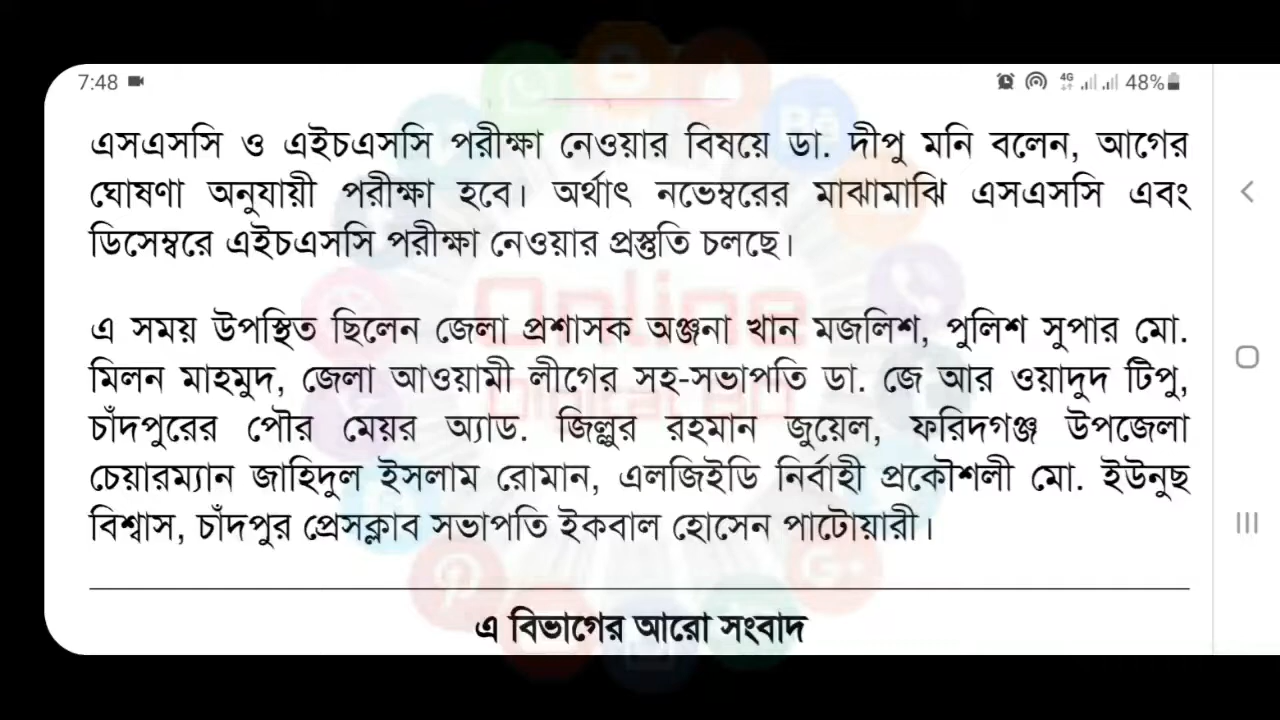 7:48
4G
48%
এসএসসি ও এইচএসসি পরীক্ষা নেওয়ার বিষয়ে ডা. দীপু মনি বলেন, আগের
ঘোষণা অনুযায়ী পরীক্ষা হবে। অর্থাৎ নভেম্বরের মাঝামাঝি এসএসসি এবং
ডিসেম্বরে এইচএসসি পরীক্ষা নেওয়ার প্রস্তুতি চলছে।
Online
এ সময় উপস্থিত ছিলেন জেলা প্রশাসক অঞ্জনা খান মজলিশ, পুলিশ সুপার মো.
মিলন মাহমুদ, জেলা আওয়ামী লীগের সহ-সভাপতি ডা. জে আর ওয়াদুদ টিপু,
চাঁদপুরের পৌর মেয়র অ্যাড. জিল্লুর রহমান জুয়েল, ফরিদগঞ্জ উপজেলা
চেয়ারম্যান জাহিদুল ইসলাম রোমান, এলজিইডি নির্বাহী প্রকৌশলী মো. ইউনুছ
বিশ্বাস, চাঁদপুর প্রেসক্লাব সভাপতি ইকবাল হোসেন পাটোয়ারী।
এ বিভাগের আরো সংবাদ